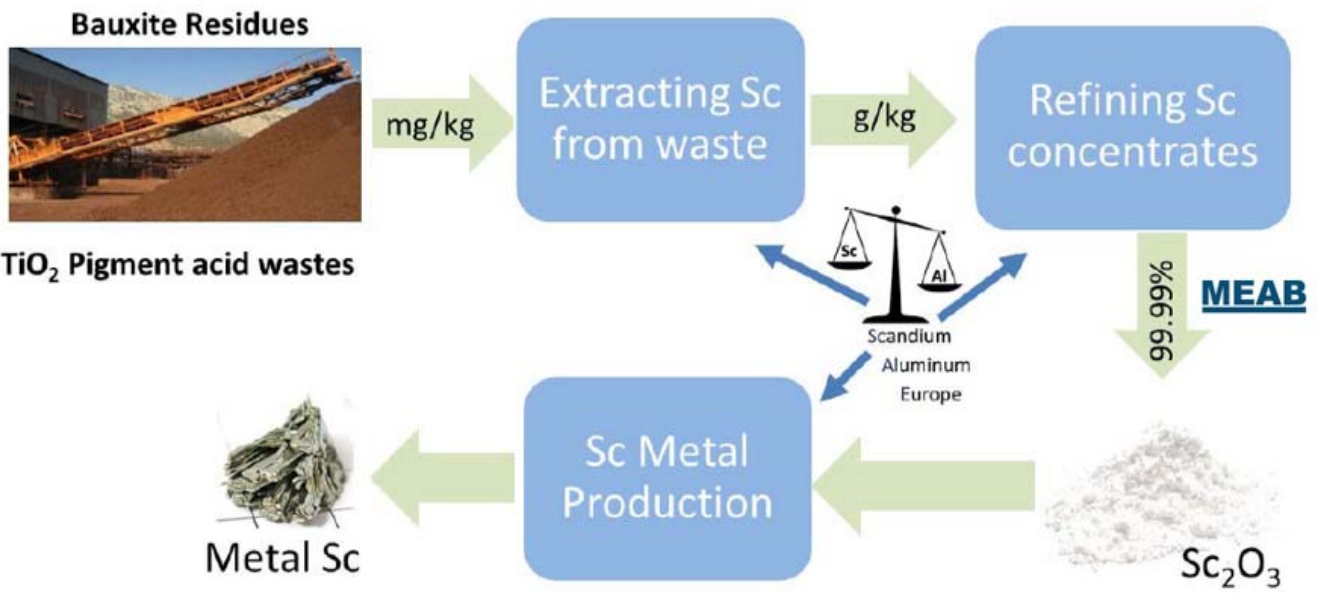 Bauxite Residues
TiO₂ Pigment acid wastes
mg/kg
Extracting Sc
from waste
g/kg
Refining Sc
concentrates
Sc
Al
Scandium
Aluminum
Europe
99.99%
MEAB
Sc₂O₃
Sc Metal
Production
Metal Sc